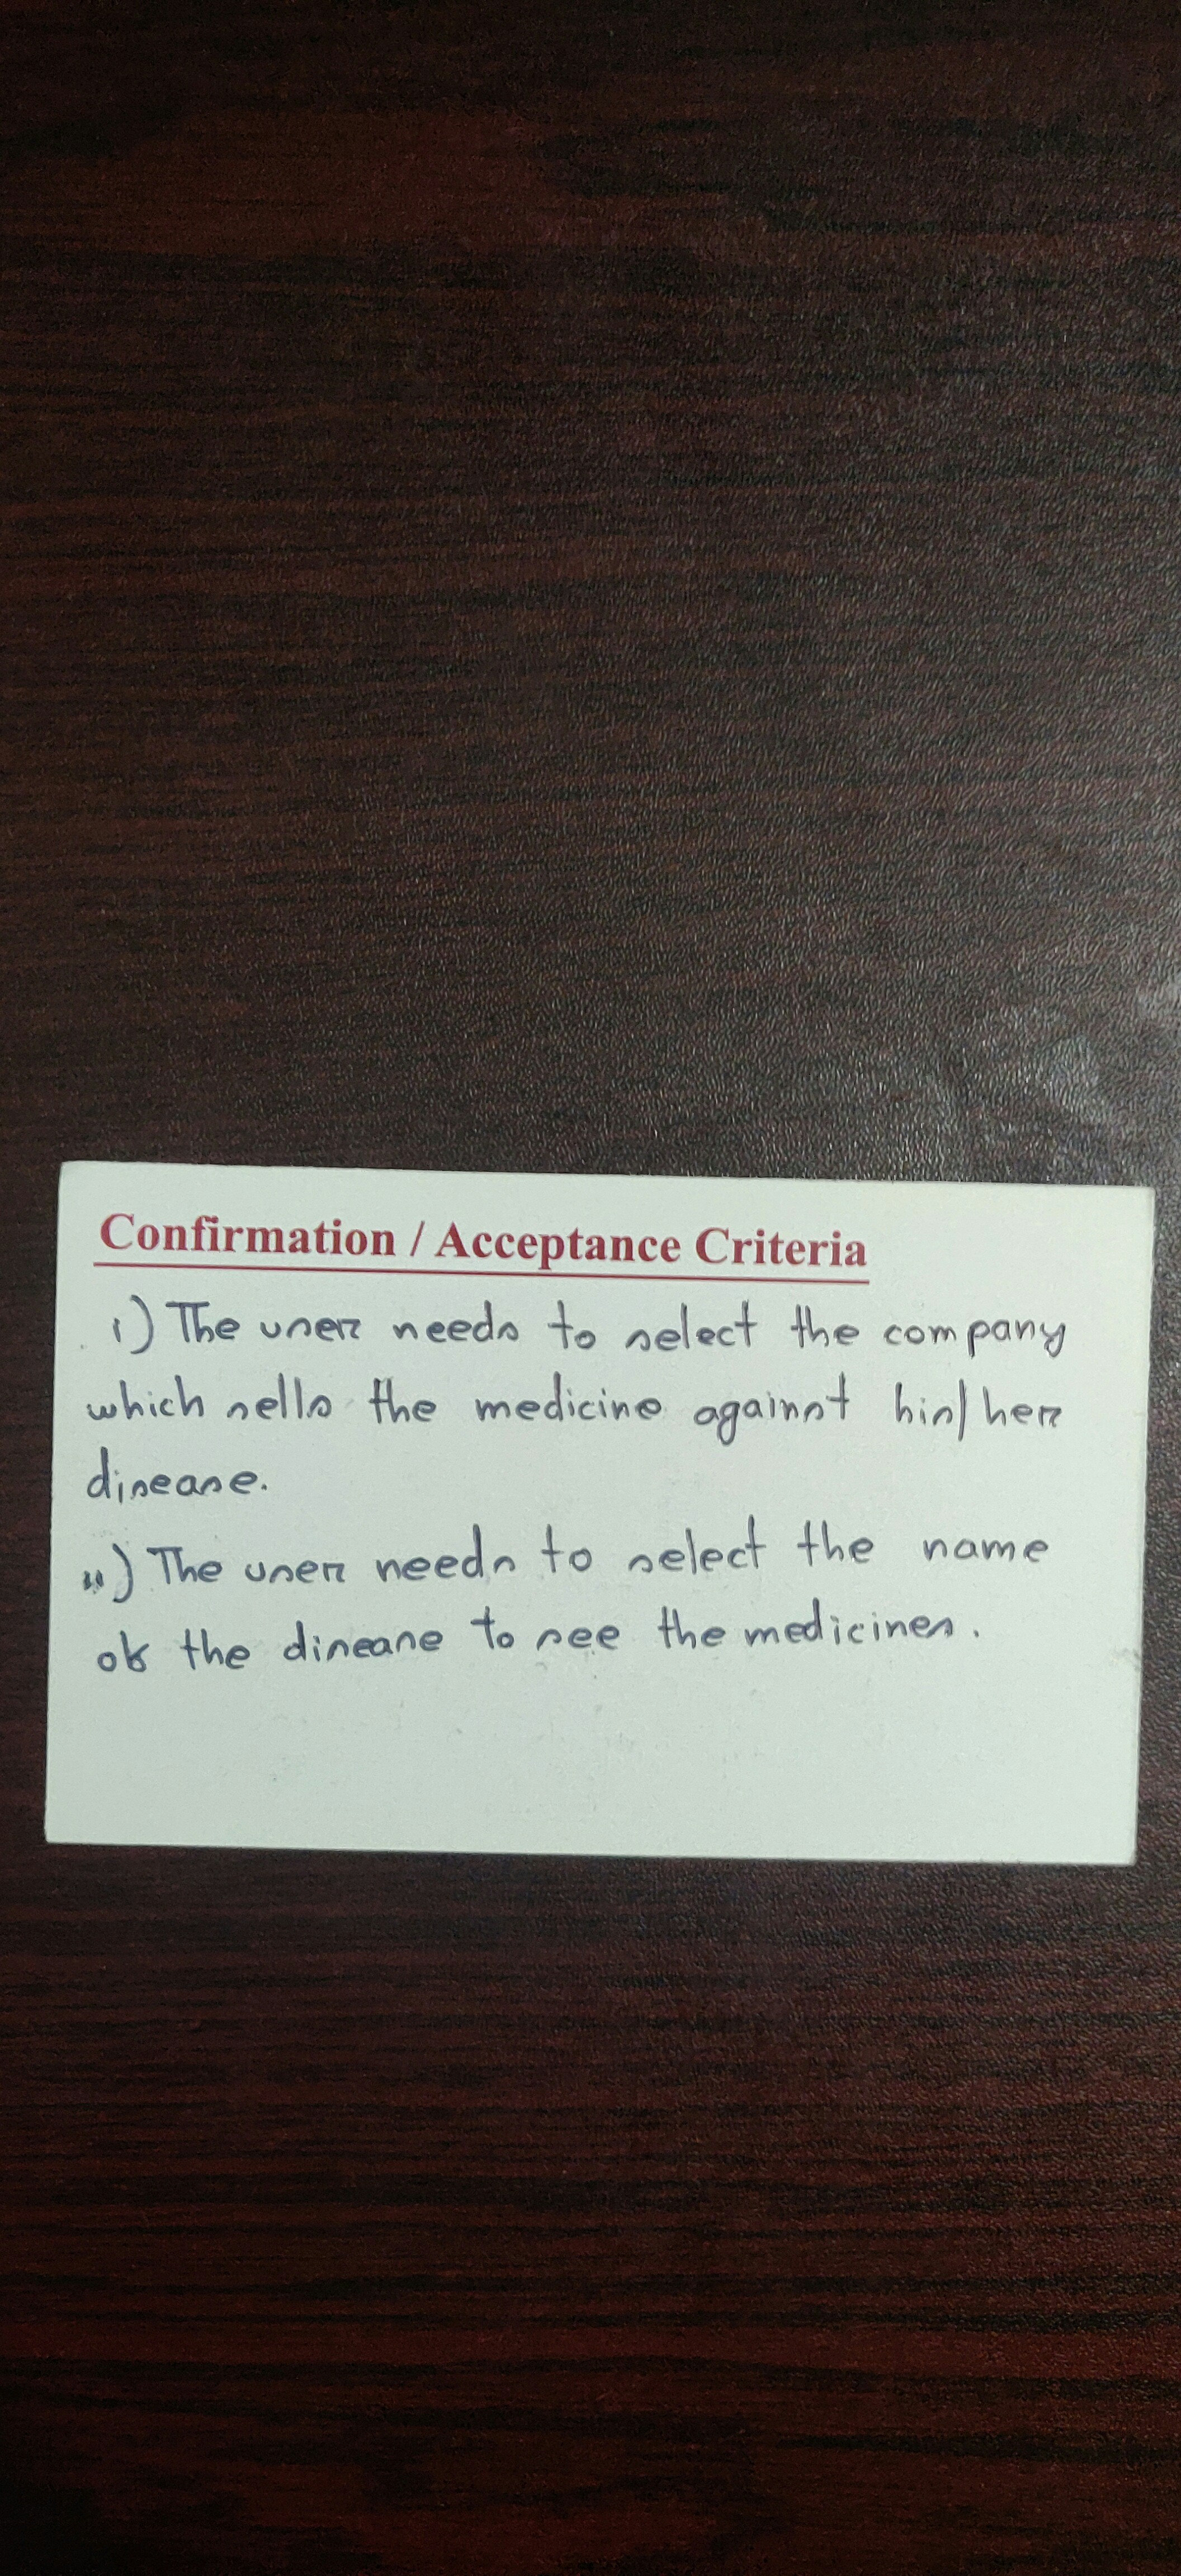 Confirmation / Acceptance Criteria
i) The user needs to select the company
which sells the medicine against his/her
disease.
ii) The user needs to select the name
of the disease to see the medicines.